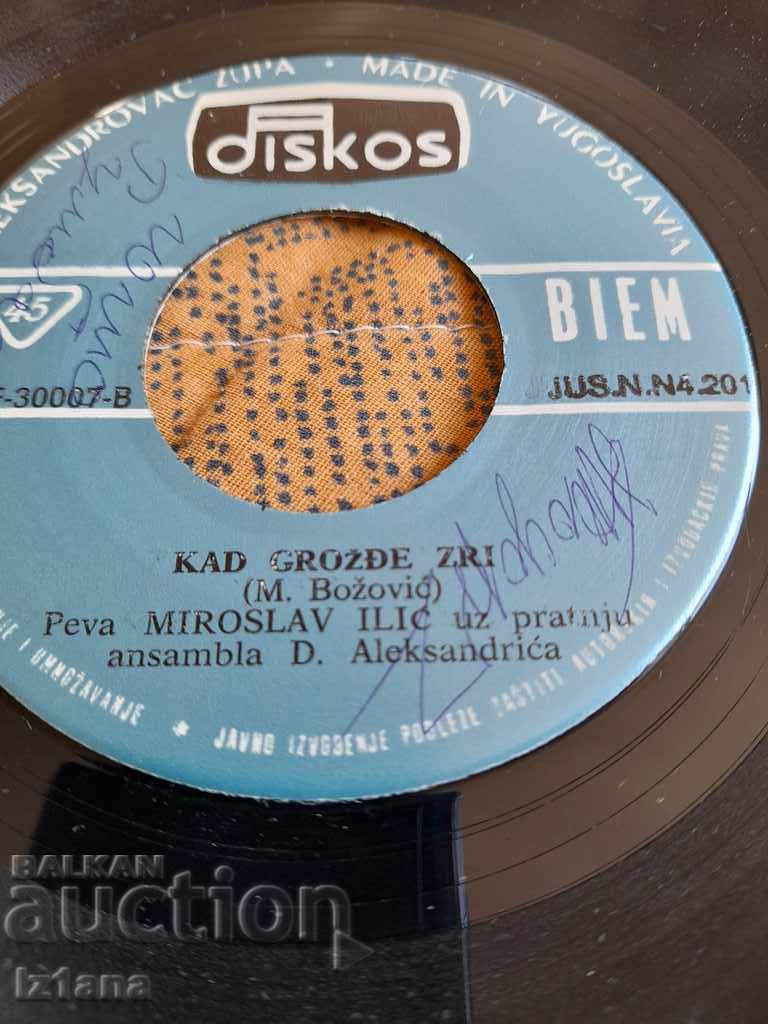 ALEKSANDROVAC ŽUPA • MADE IN YUGOSLAVIA
diskos
45
BIEM
F-30007-B
JUS.N.N4.201
KAD GROŽĐE ZRI
(M. Božović)
Peva MIROSLAV ILIĆ uz pratnju
ansambla D. Aleksandrića
I UMNOŽAVANJE * JAVNO IZVOĐENJE PODLEŽE ZAŠTITI AUTORSKIH I IZVOĐAČKIH PRAVA
BALKAN
auction
Iz1ana